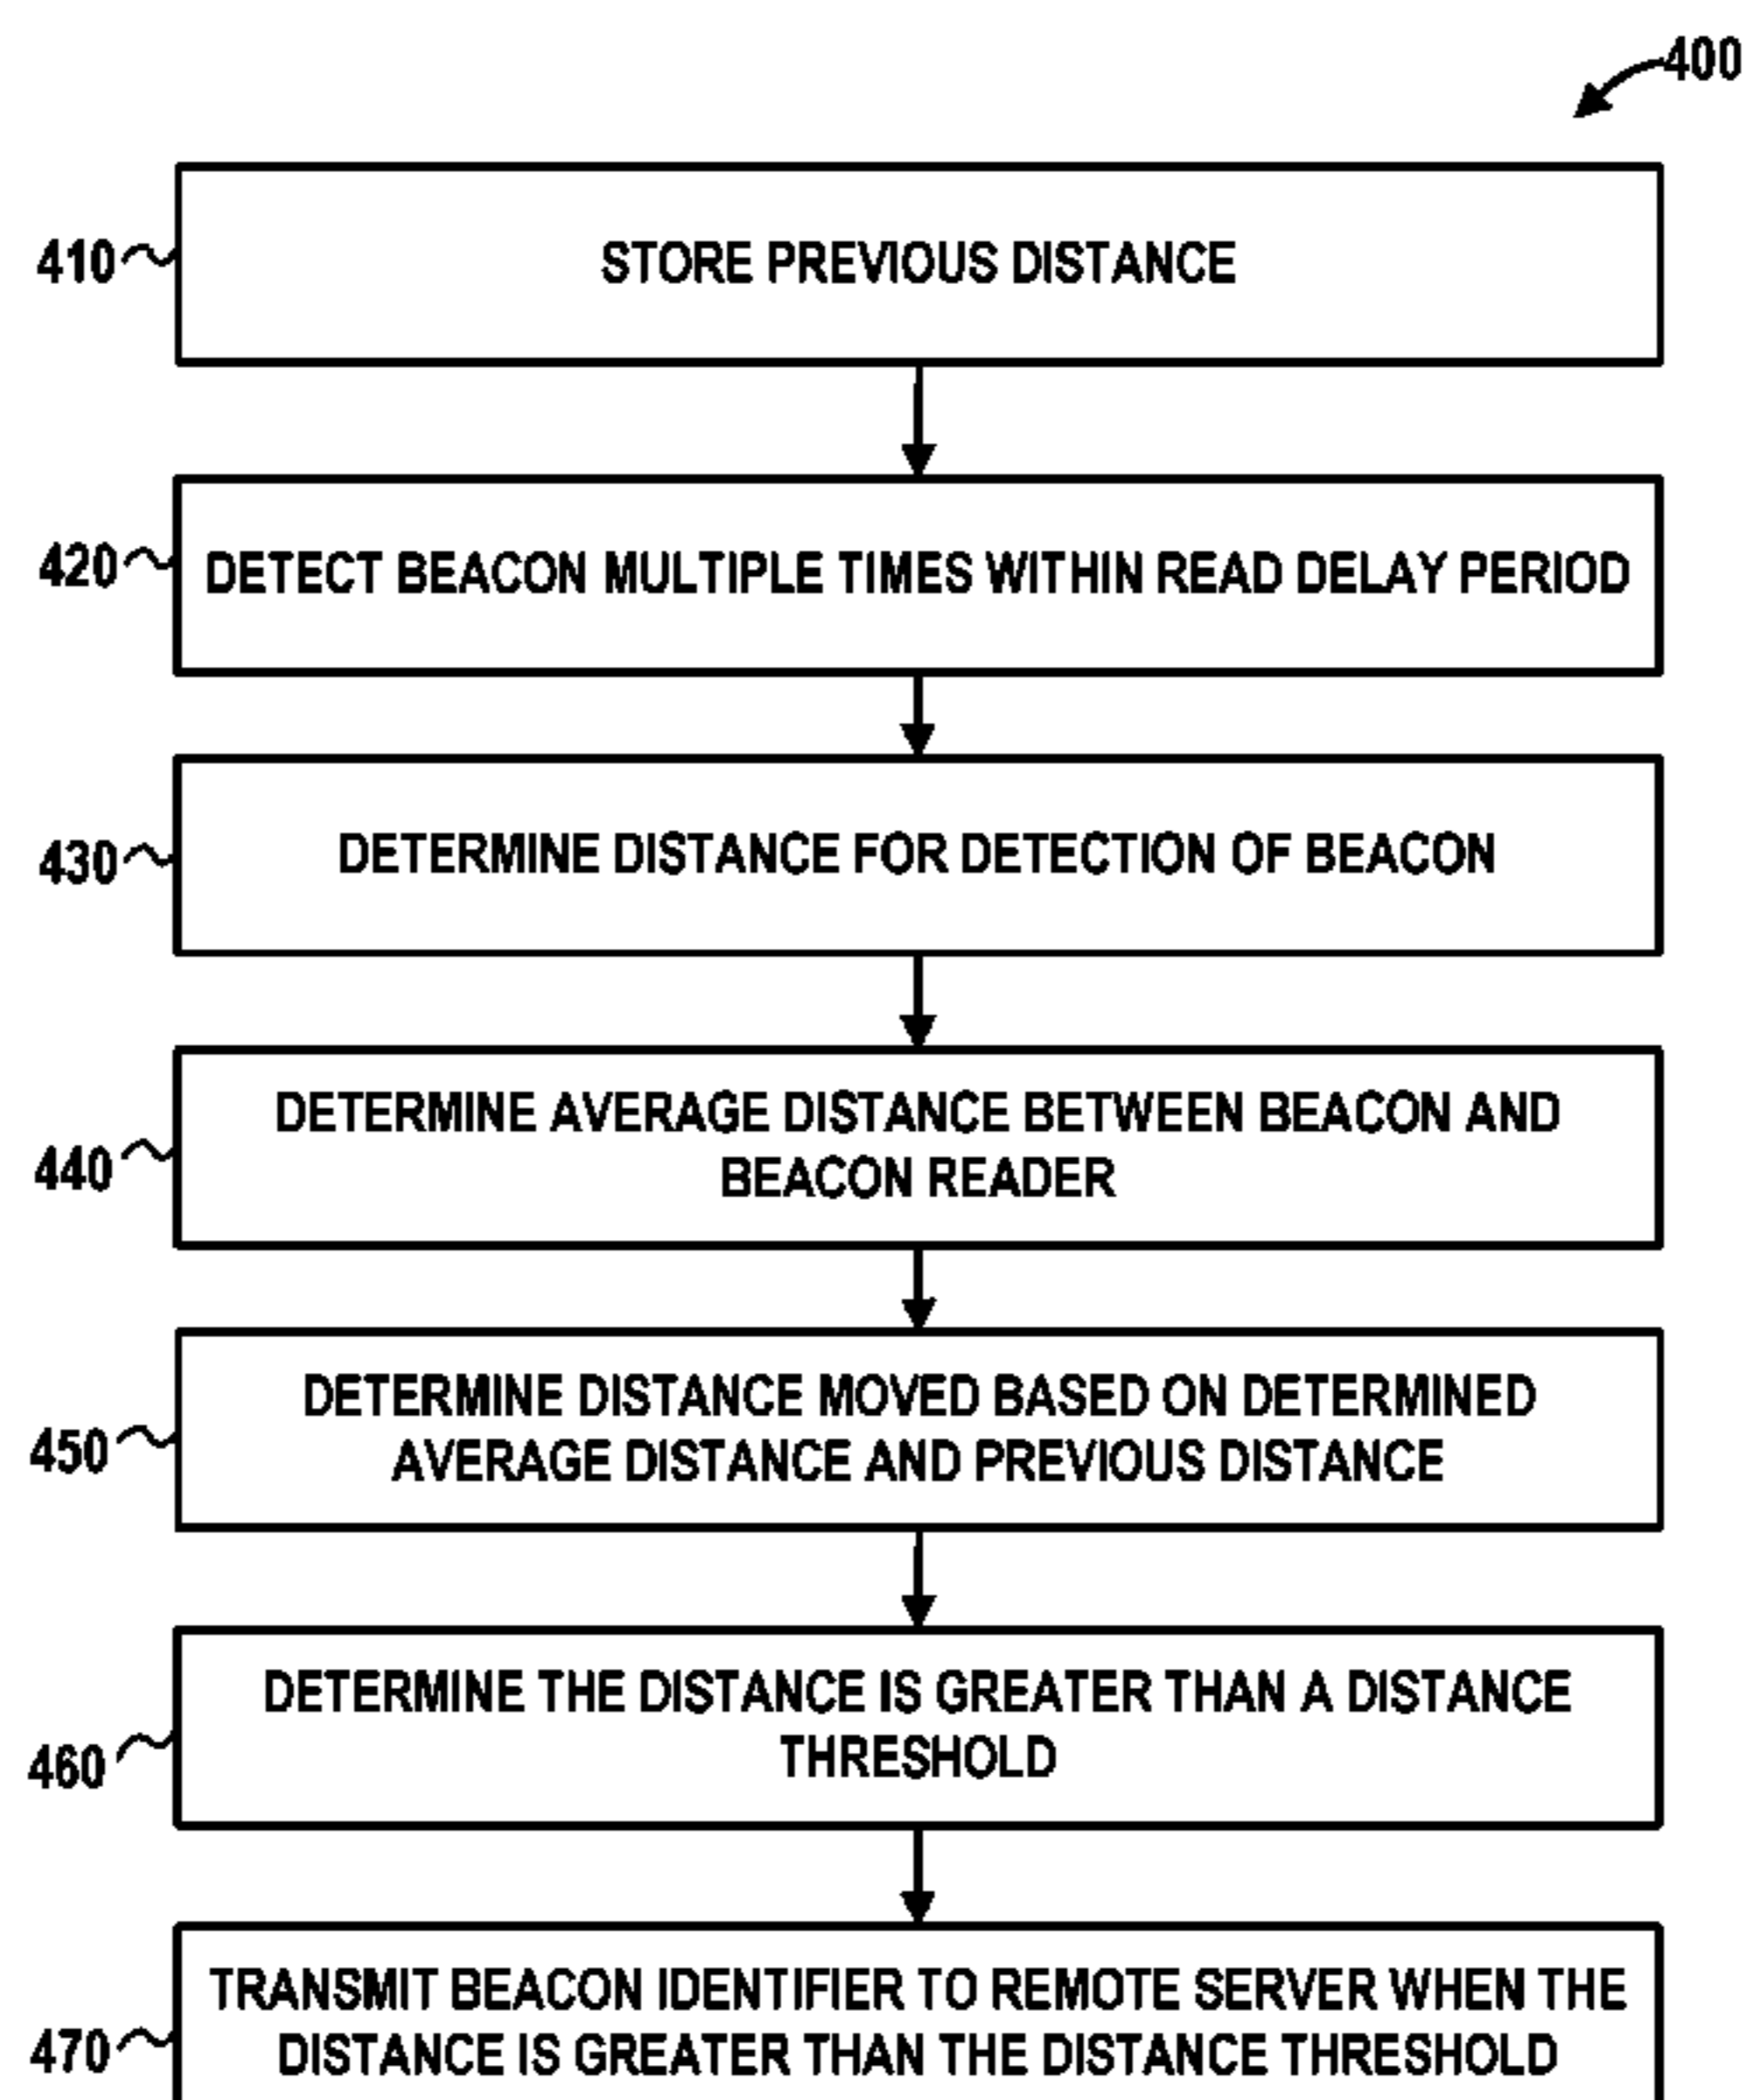 400
410
STORE PREVIOUS DISTANCE
420
DETECT BEACON MULTIPLE TIMES WITHIN READ DELAY PERIOD
430
DETERMINE DISTANCE FOR DETECTION OF BEACON
440
DETERMINE AVERAGE DISTANCE BETWEEN BEACON AND
BEACON READER
450
DETERMINE DISTANCE MOVED BASED ON DETERMINED
AVERAGE DISTANCE AND PREVIOUS DISTANCE
460
DETERMINE THE DISTANCE IS GREATER THAN A DISTANCE
THRESHOLD
470
TRANSMIT BEACON IDENTIFIER TO REMOTE SERVER WHEN THE
DISTANCE IS GREATER THAN THE DISTANCE THRESHOLD